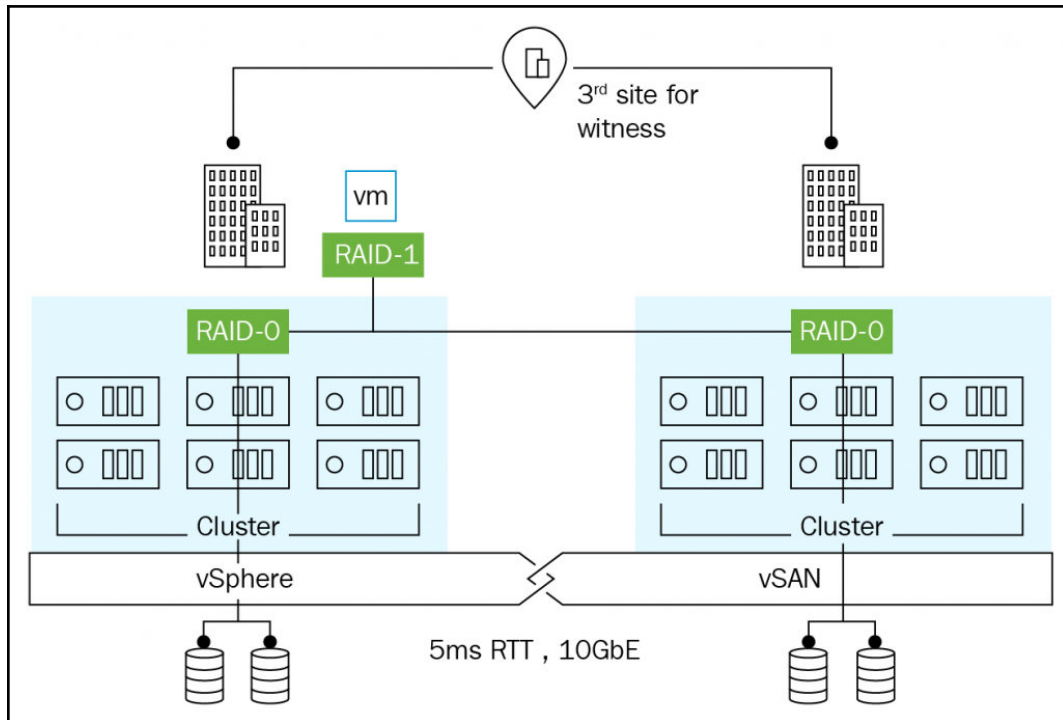 3rd site for
witness
vm
RAID-1
RAID-0
RAID-0
Cluster
Cluster
vSphere
vSAN
5ms RTT , 10GbE